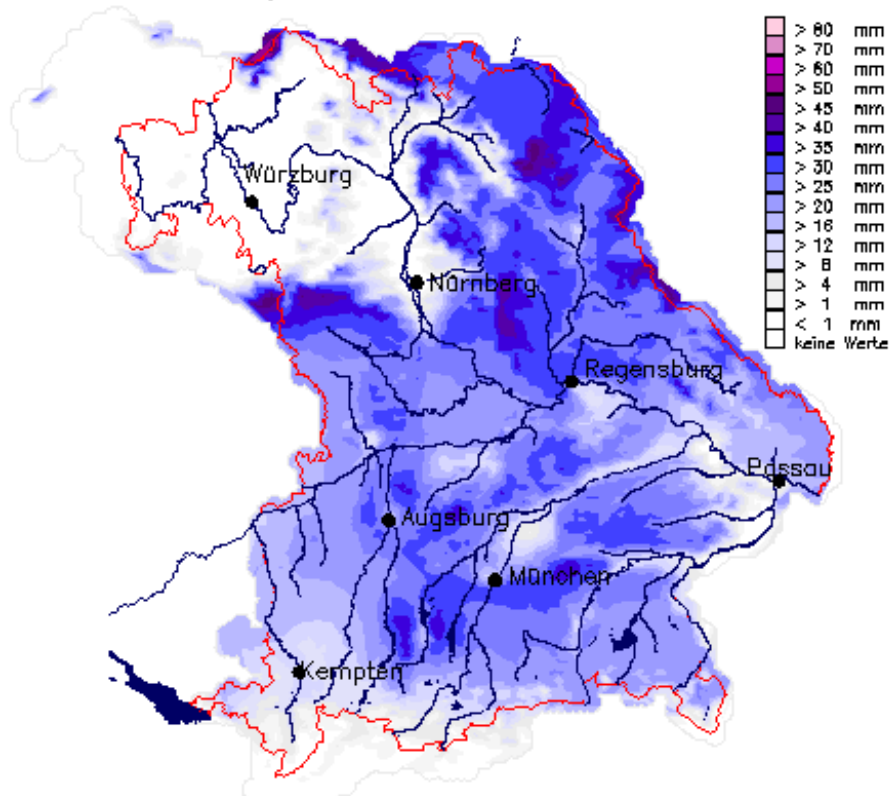 > 80 mm
> 70 mm
> 60 mm
> 50 mm
> 45 mm
> 40 mm
> 35 mm
> 30 mm
> 25 mm
> 20 mm
> 16 mm
> 12 mm
> 8 mm
> 4 mm
> 1 mm
< 1 mm
keine Werte
Würzburg
Nürnberg
Regensburg
Passau
Augsburg
München
Kempten